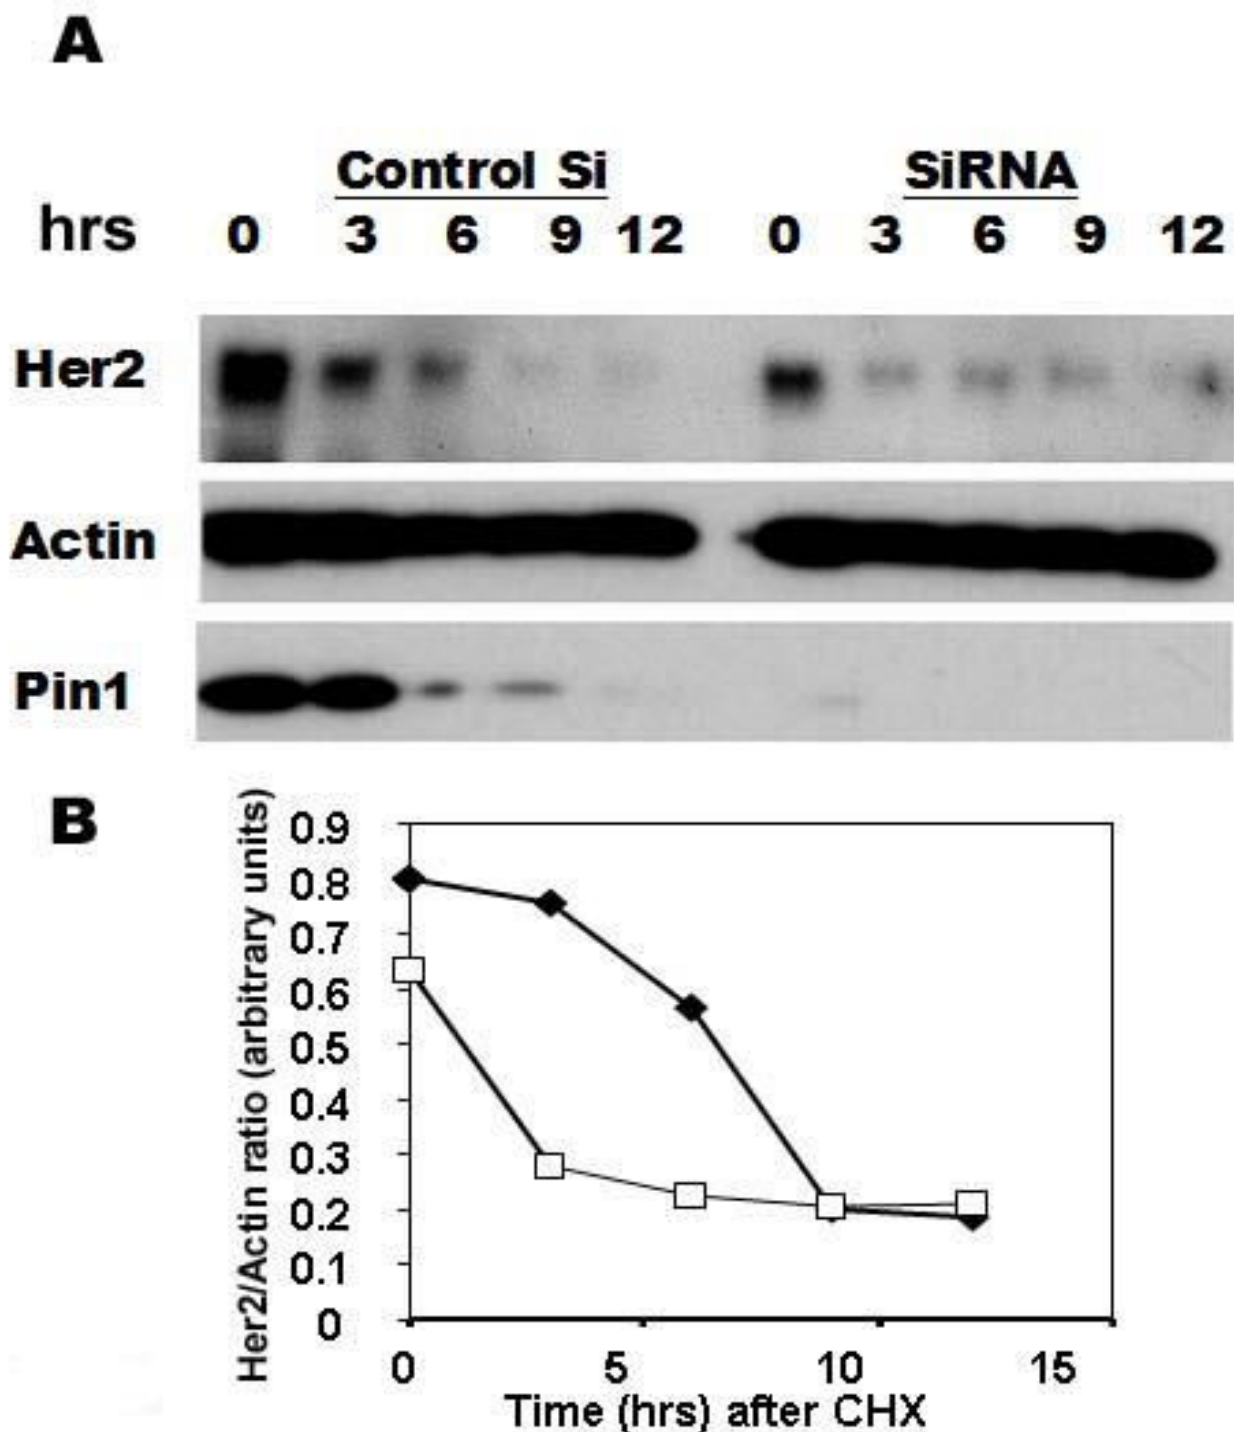 A
Control Si SiRNA
hrs 0 3 6 9 12 0 3 6 9 12
Her2
Actin
Pin1
B
Her2/Actin ratio (arbitrary units)
0.9
0.8
0.7
0.6
0.5
0.4
0.3
0.2
0.1
0
0 5 10 15
Time (hrs) after CHX